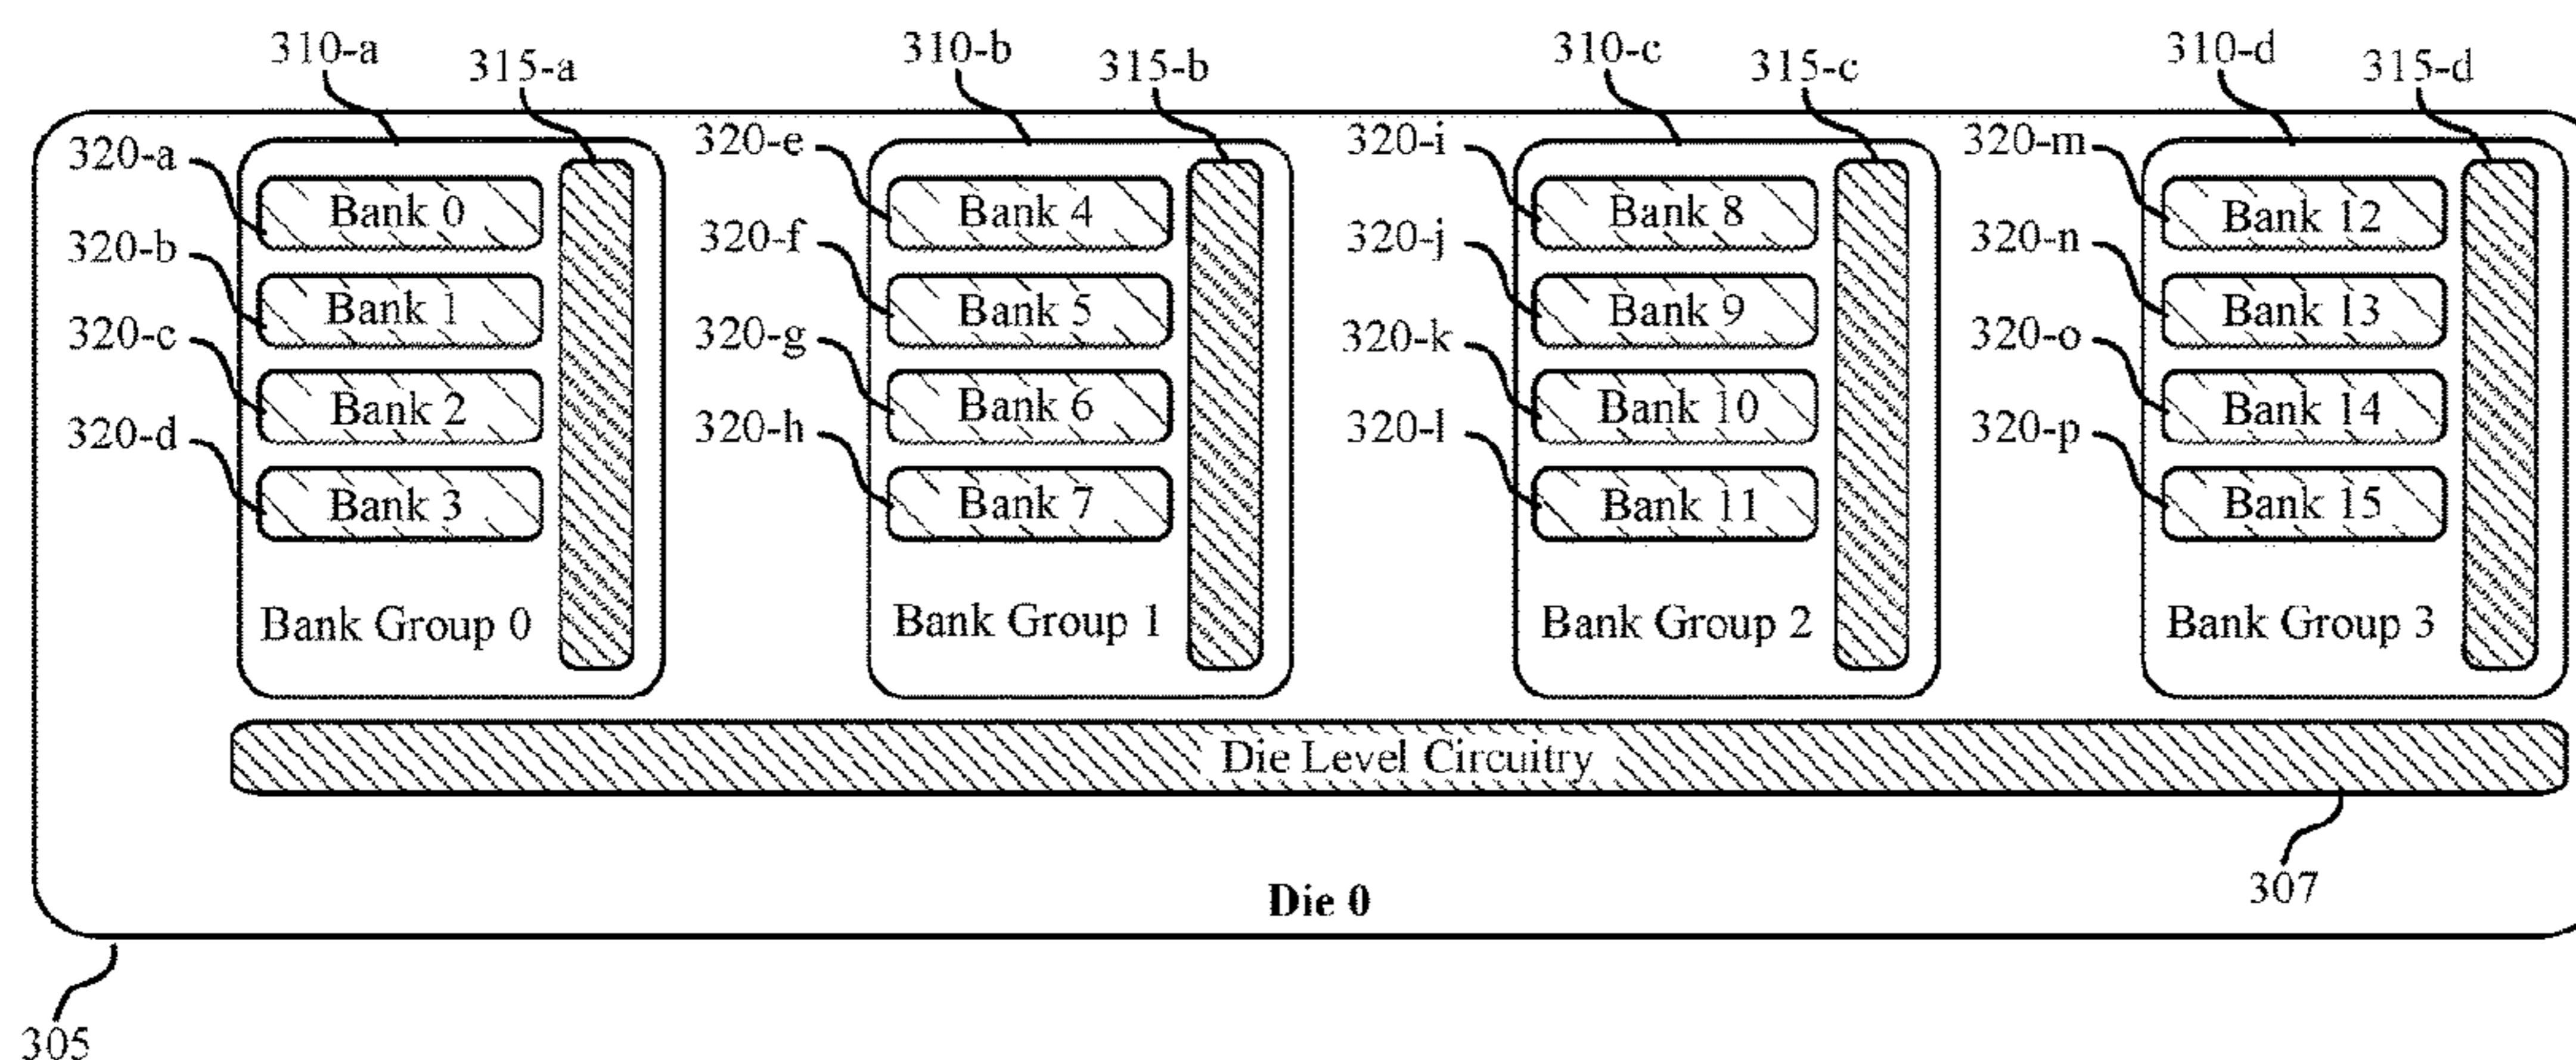 310-a 315-a 310-b 315-b 310-c 315-c 310-d 315-d
320-a Bank 0 320-e Bank 4 320-i Bank 8 320-m Bank 12
320-b Bank 1 320-f Bank 5 320-j Bank 9 320-n Bank 13
320-c Bank 2 320-g Bank 6 320-k Bank 10 320-o Bank 14
320-d Bank 3 320-h Bank 7 320-l Bank 11 320-p Bank 15
Bank Group 0 Bank Group 1 Bank Group 2 Bank Group 3
Die Level Circuitry
307
Die 0
305